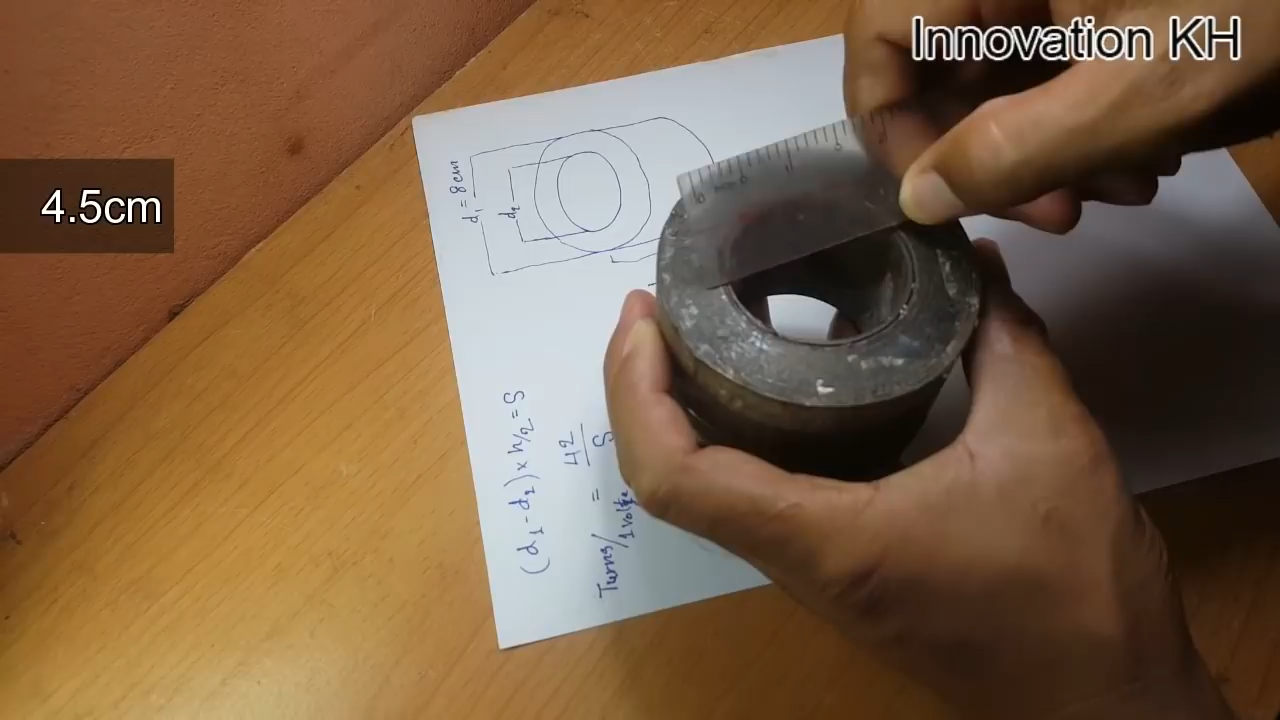 Innovation KH
4.5cm
d₁ = 8cm
d₂
(d₁ - d₂) x h/2 = S
Turns/1 volt = 42/S